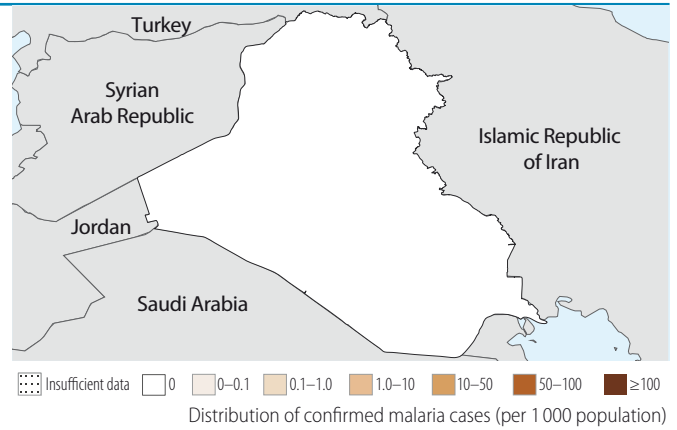 Turkey
Syrian
Arab Republic
Islamic Republic
of Iran
Jordan
Saudi Arabia
Insufficient data 0 0–0.1 0.1–1.0 1.0–10 10–50 50–100 ≥100
Distribution of confirmed malaria cases (per 1 000 population)